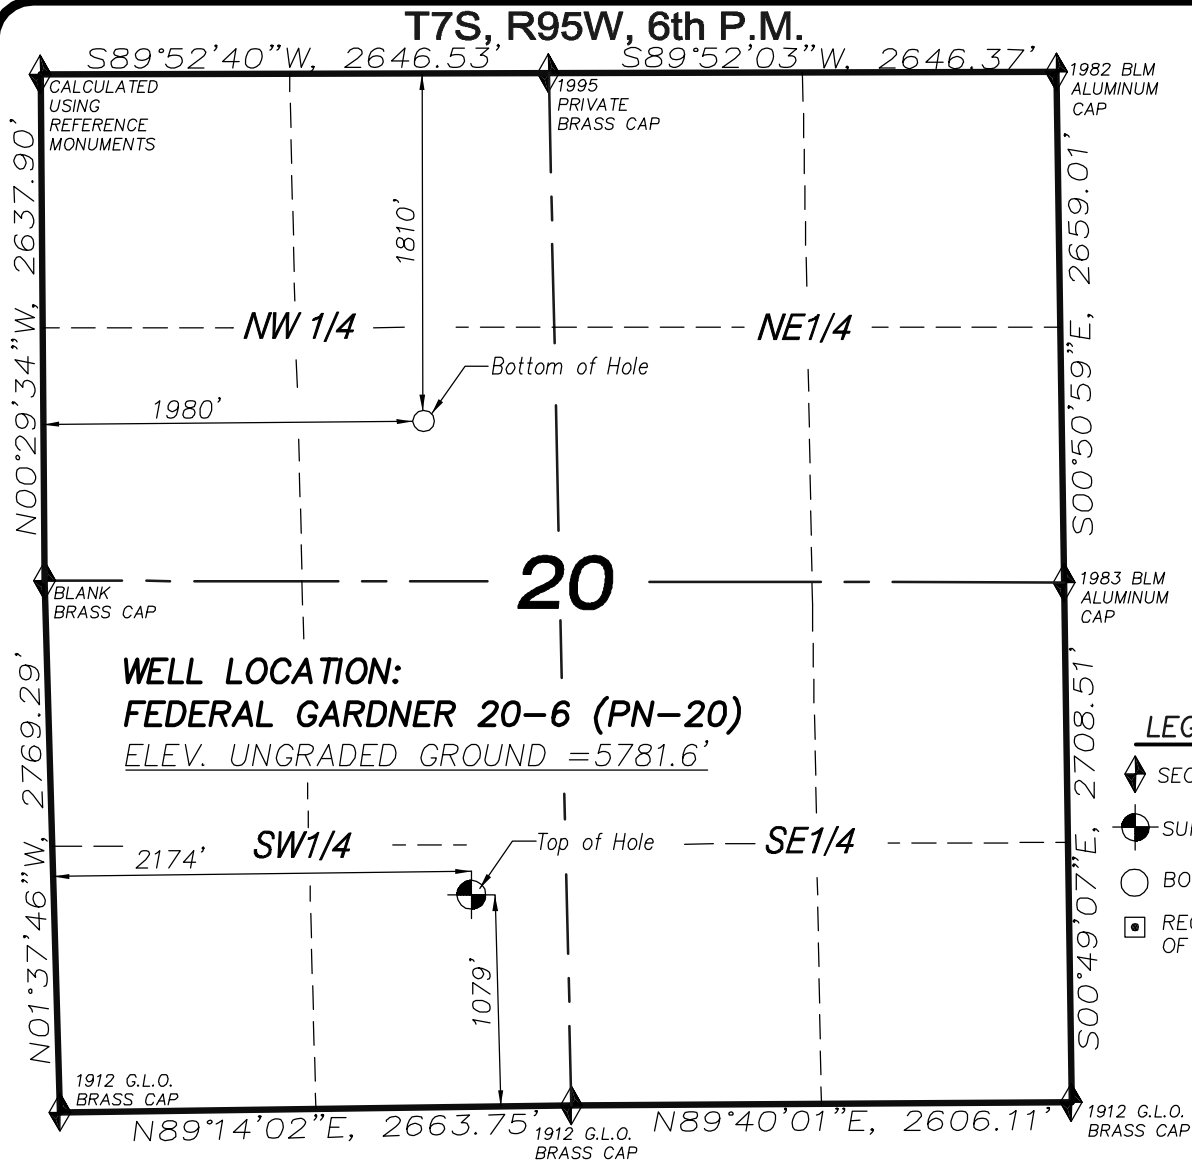 T7S, R95W, 6th P.M.
S89°52'40"W, 2646.53'
S89°52'03"W, 2646.37'
CALCULATED
USING
REFERENCE
MONUMENTS
1995
PRIVATE
BRASS CAP
1982 BLM
ALUMINUM
CAP
N00°29'34"W, 2637.90'
1810'
S00°50'59"E, 2659.01'
NW 1/4
NE1/4
Bottom of Hole
1980'
20
BLANK
BRASS CAP
1983 BLM
ALUMINUM
CAP
WELL LOCATION:
FEDERAL GARDNER 20-6 (PN-20)
ELEV. UNGRADED GROUND =5781.6'
N01°37'46"W, 2769.29'
S00°49'07"E, 2708.51'
LEG
SEC
SUR
BO
REC
OF
SW1/4
SE1/4
Top of Hole
2174'
1079'
1912 G.L.O.
BRASS CAP
N89°14'02"E, 2663.75'
1912 G.L.O.
BRASS CAP
N89°40'01"E, 2606.11'
1912 G.L.O.
BRASS CAP